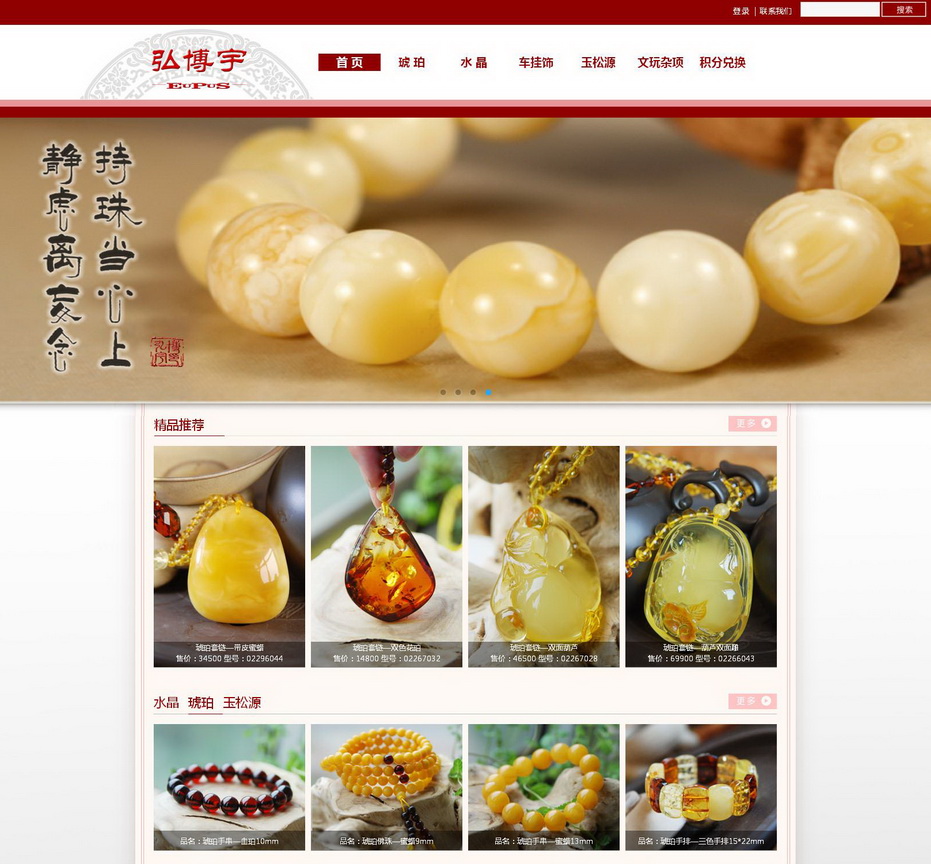 登录 | 联系我们
搜索
弘博宇
EUPUS
首 页 琥 珀 水 晶 车挂饰 玉松源 文玩杂项 积分兑换
持珠当心上
静虑离妄念
精品推荐
更多
琥珀套链—带皮蜜蜡
售价：34500 型号：02296044
琥珀套链—双色花珀
售价：14800 型号：02267032
琥珀套链—双面葫芦
售价：46500 型号：02267028
琥珀套链—葫芦双面雕
售价：69900 型号：02266043
水晶 琥珀 玉松源
更多
品名：琥珀手串—血珀10mm
品名：琥珀佛珠—蜜蜡9mm
品名：琥珀手串—蜜蜡13mm
品名：琥珀手排—三色手排15*22mm